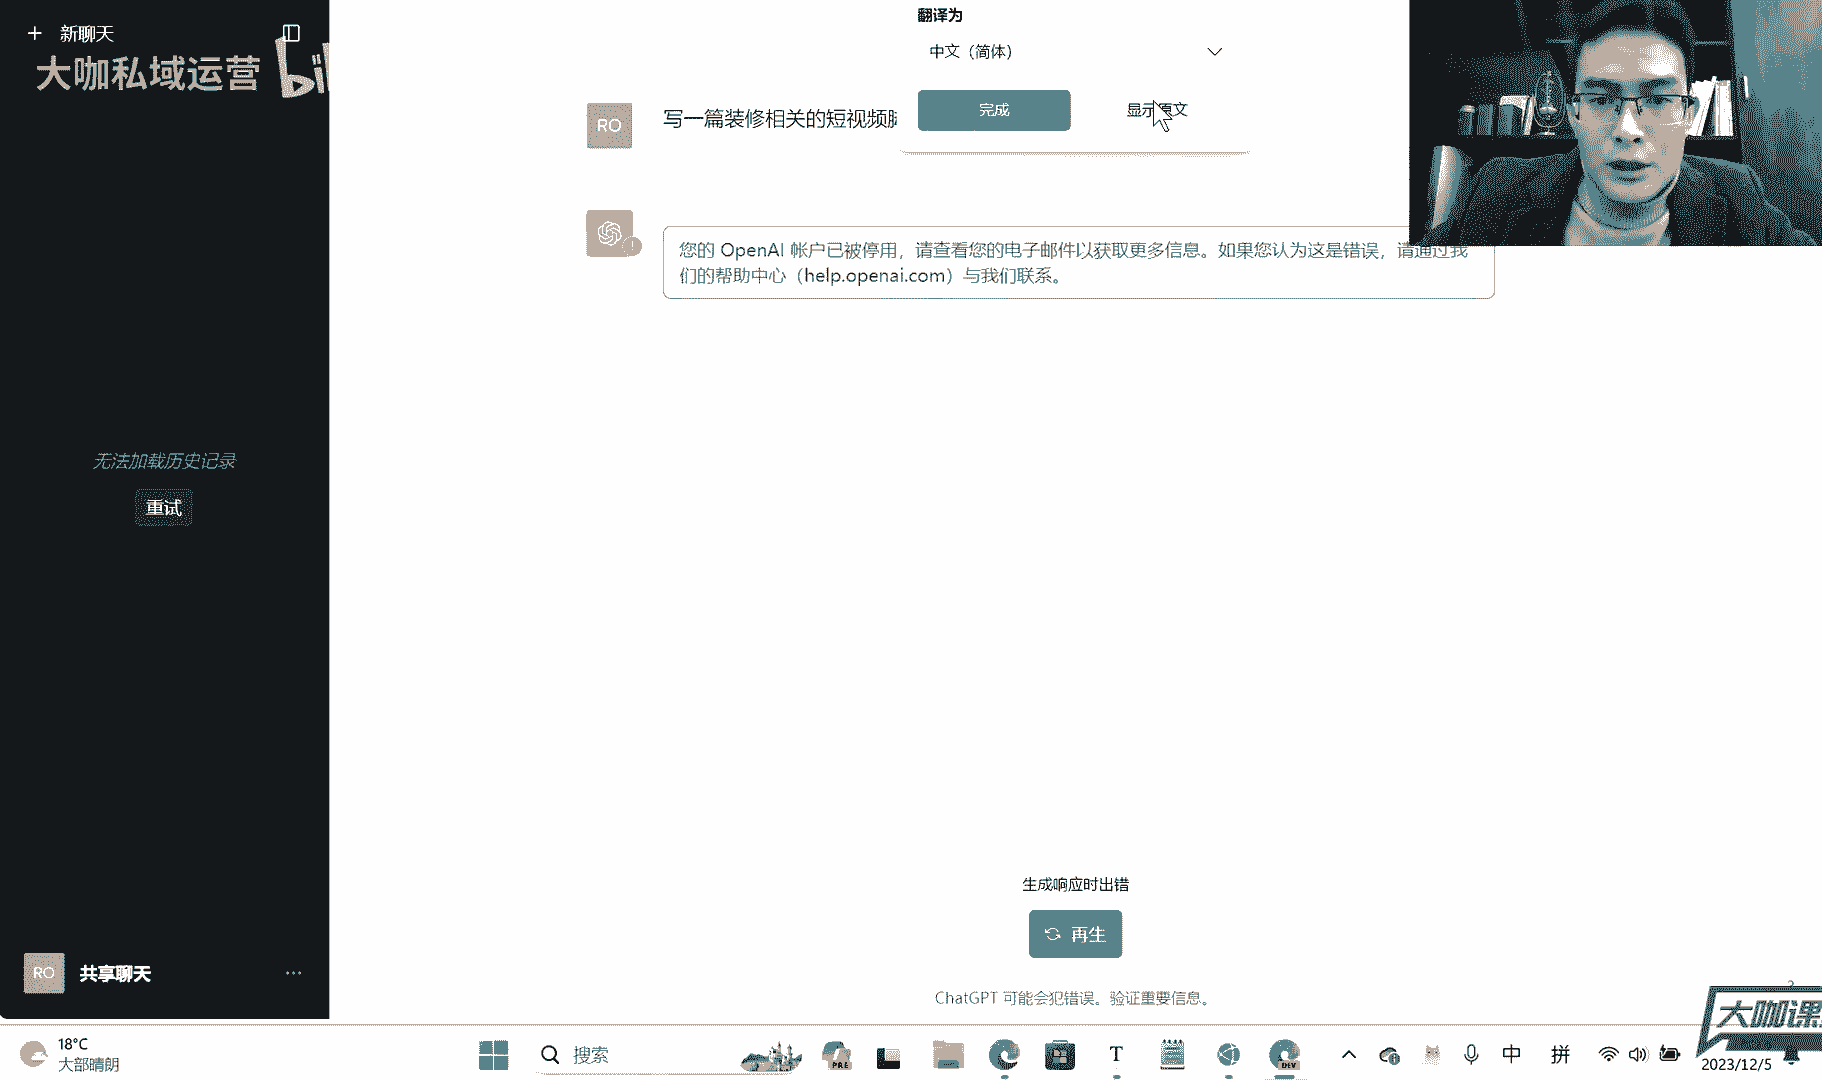 新聊天
大咖私域运营
bil
翻译为
中文（简体）
完成
显示原文
RO
写一篇装修相关的短视频脚
您的 OpenAI 帐户已被停用，请查看您的电子邮件以获取更多信息。如果您认为这是错误，请通过我
们的帮助中心（help.openai.com）与我们联系。
无法加载历史记录
重试
生成响应时出错
再生
RO
共享聊天
ChatGPT 可能会犯错误。验证重要信息。
?
大咖课
18°C
大部晴朗
搜索
PRE
T
DEV
中
拼
2023/12/5